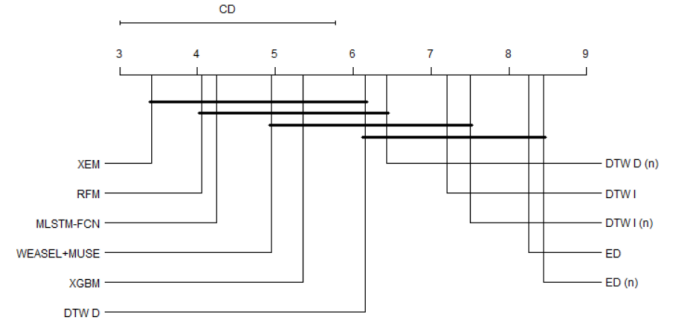 CD
3 4 5 6 7 8 9
XEM DTW D (n)
RFM DTW I
MLSTM-FCN DTW I (n)
WEASEL+MUSE ED
XGBM ED (n)
DTW D